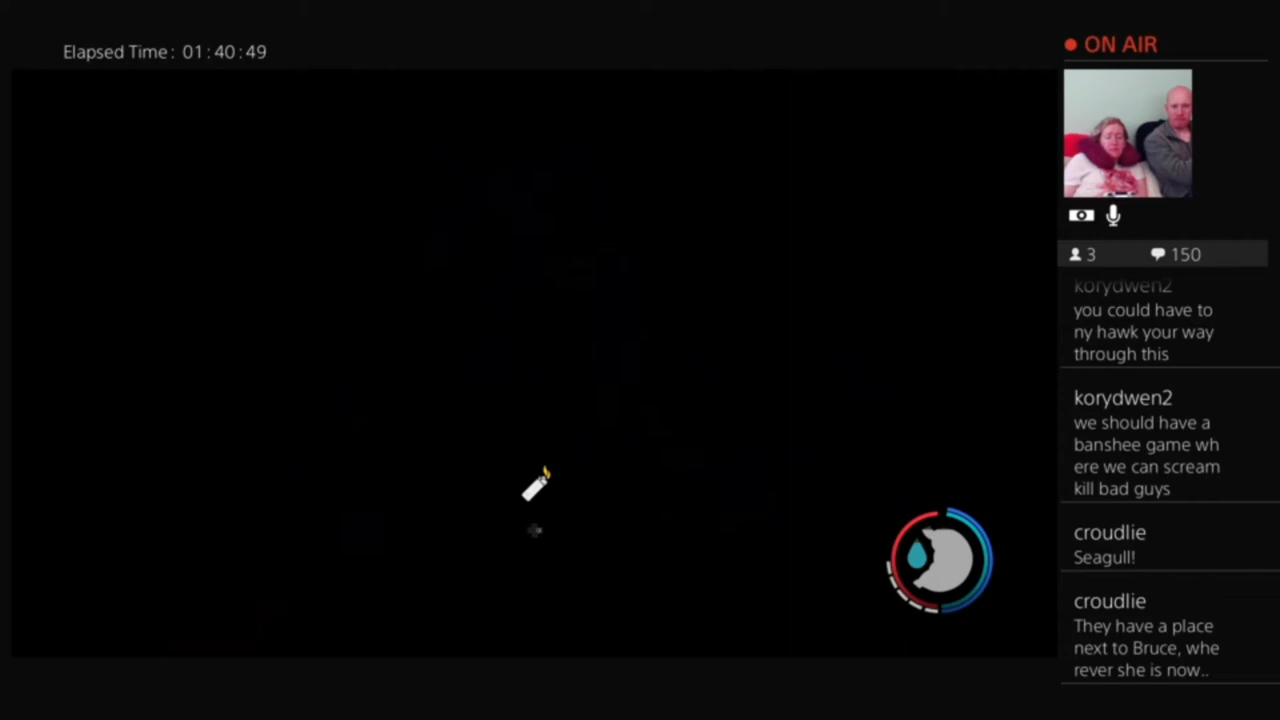 Elapsed Time: 01:40:49
ON AIR
3
150
korydwen2
you could have to
ny hawk your way
through this
korydwen2
we should have a
banshee game wh
ere we can scream
kill bad guys
croudlie
Seagull!
croudlie
They have a place
next to Bruce, whe
rever she is now..